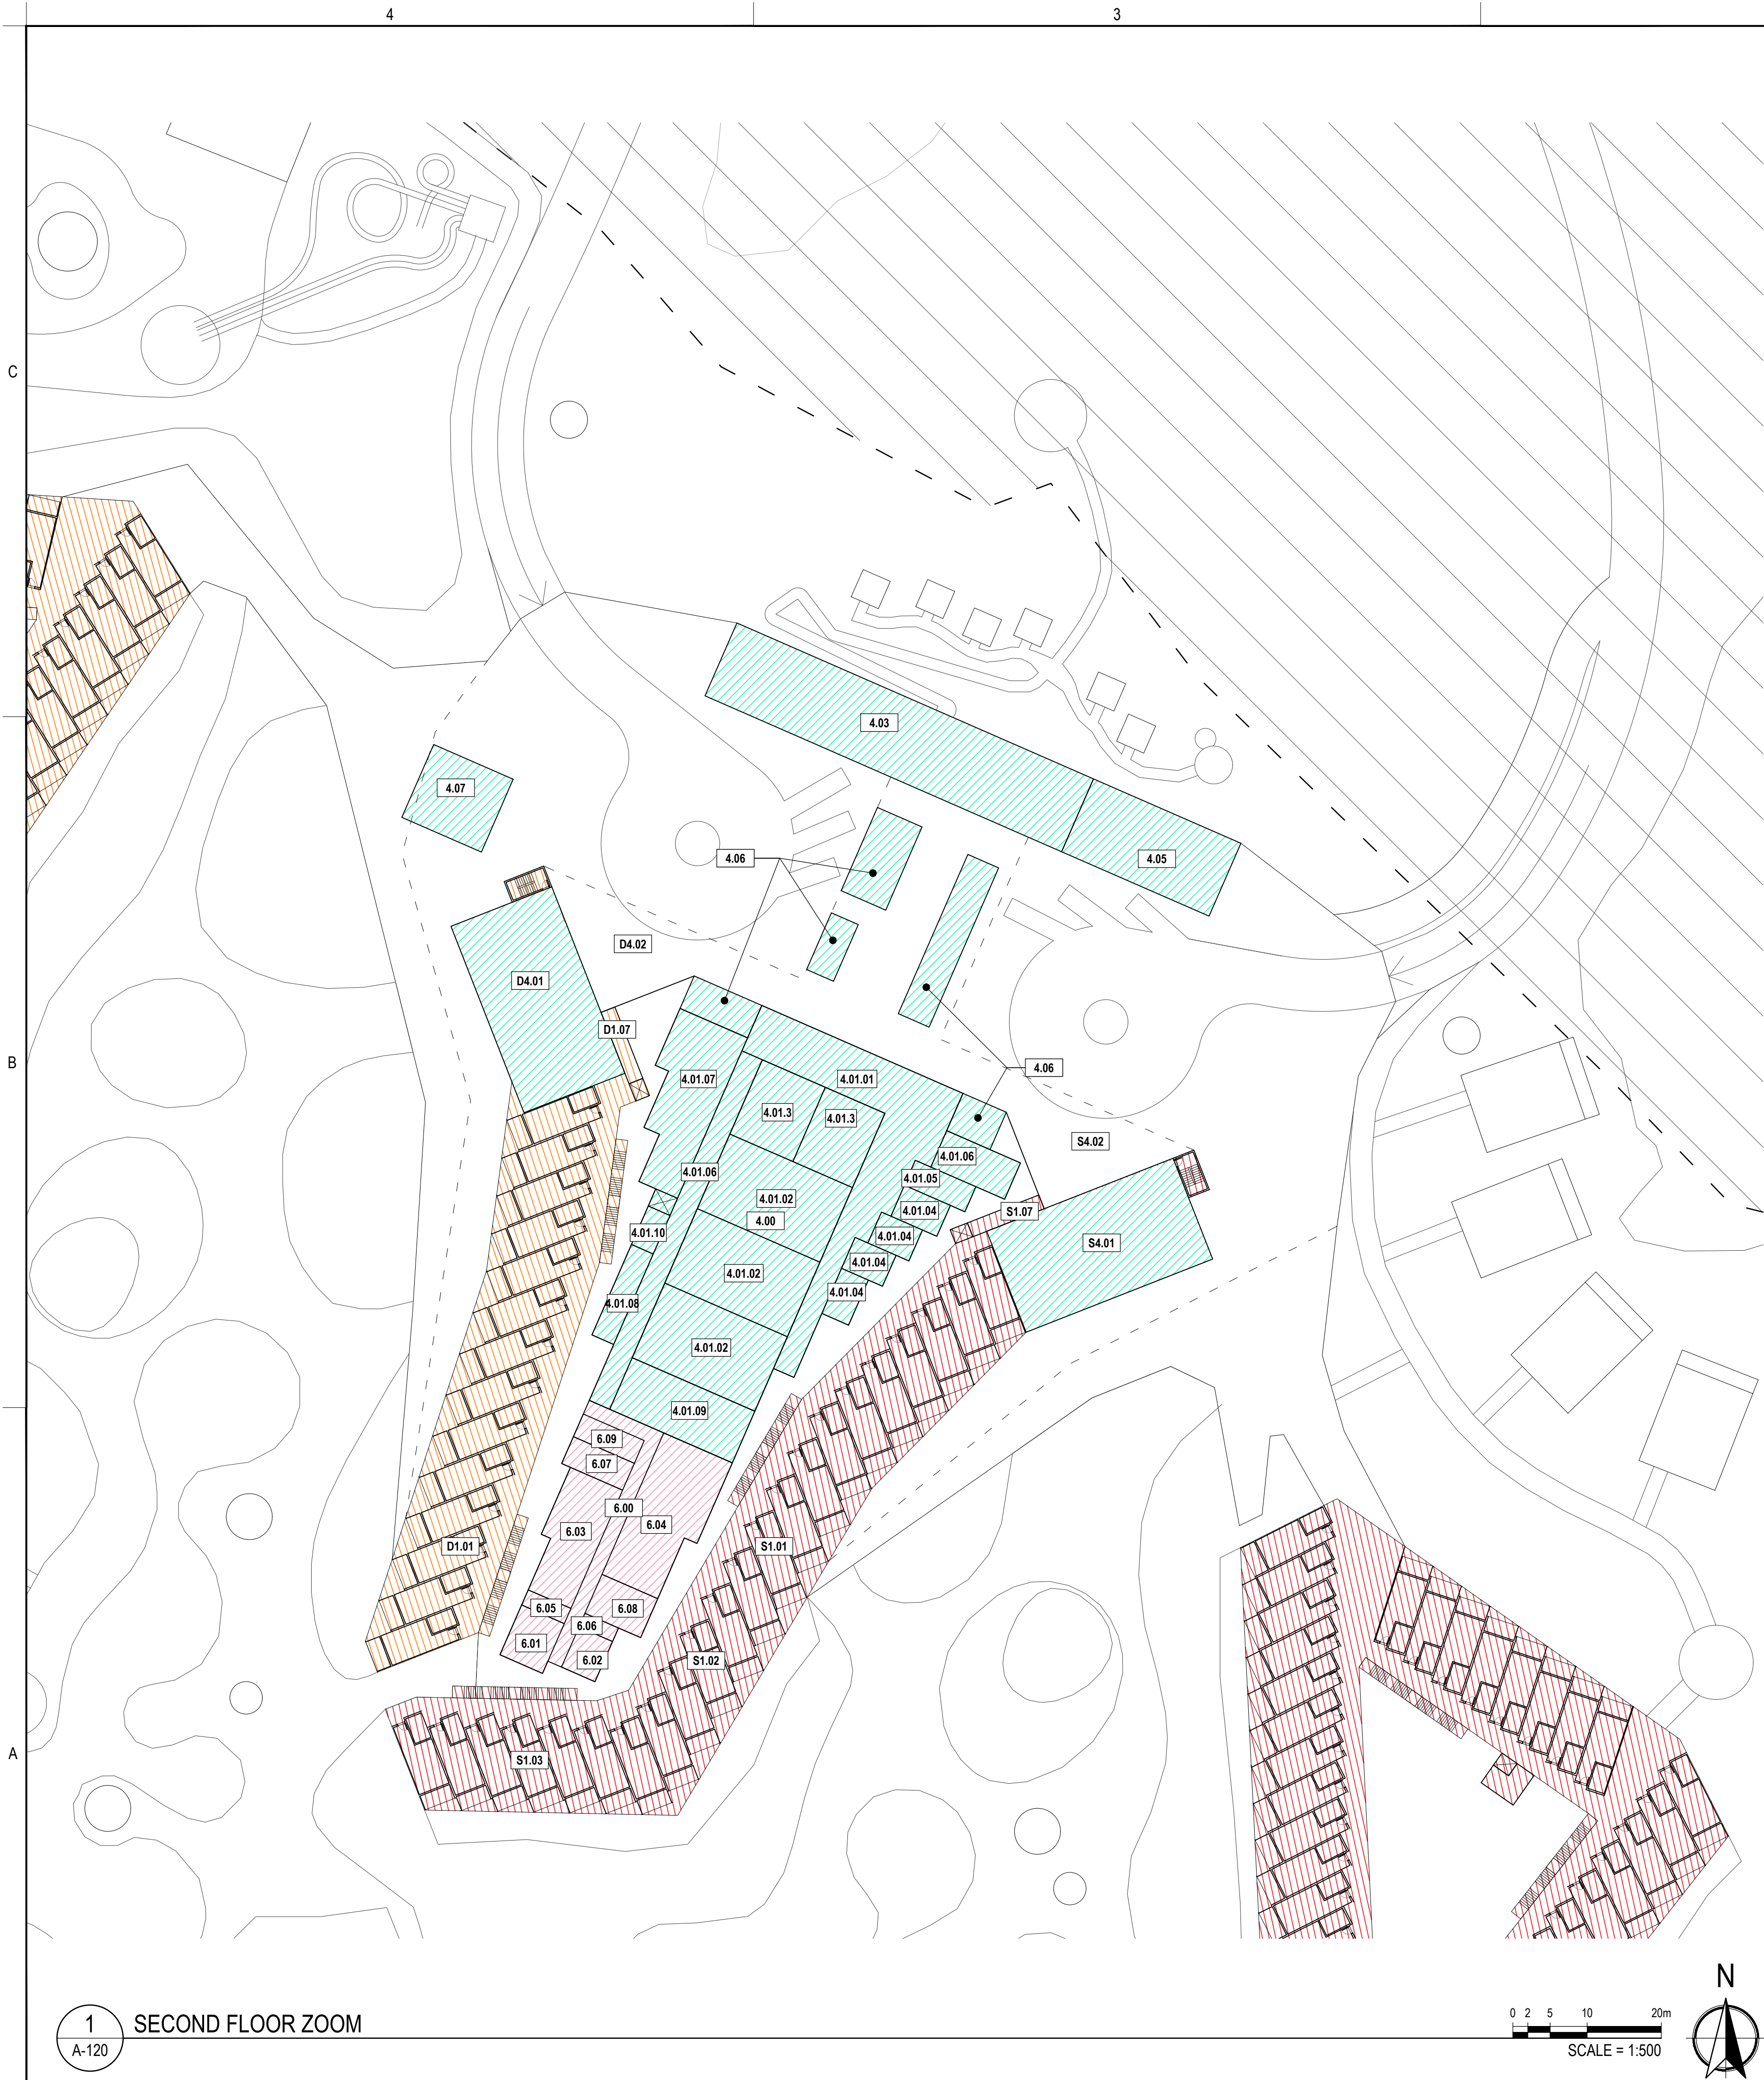 4
3
C
4.03
4.07
4.05
4.06
D4.02
D4.01
D1.07
B
4.06
4.01.07
4.01.01
4.01.3
4.01.3
S4.02
4.01.06
4.01.06
4.01.05
4.01.02
4.00
4.01.04
S1.07
4.01.10
4.01.04
S4.01
4.01.04
4.01.02
4.01.04
4.01.08
4.01.02
4.01.09
6.09
6.07
6.00
6.04
6.03
D1.01
S1.01
6.05
6.08
6.06
6.01
6.02
S1.02
A
S1.03
N
1
A-120
SECOND FLOOR ZOOM
0 2 5 10 20m
SCALE = 1:500